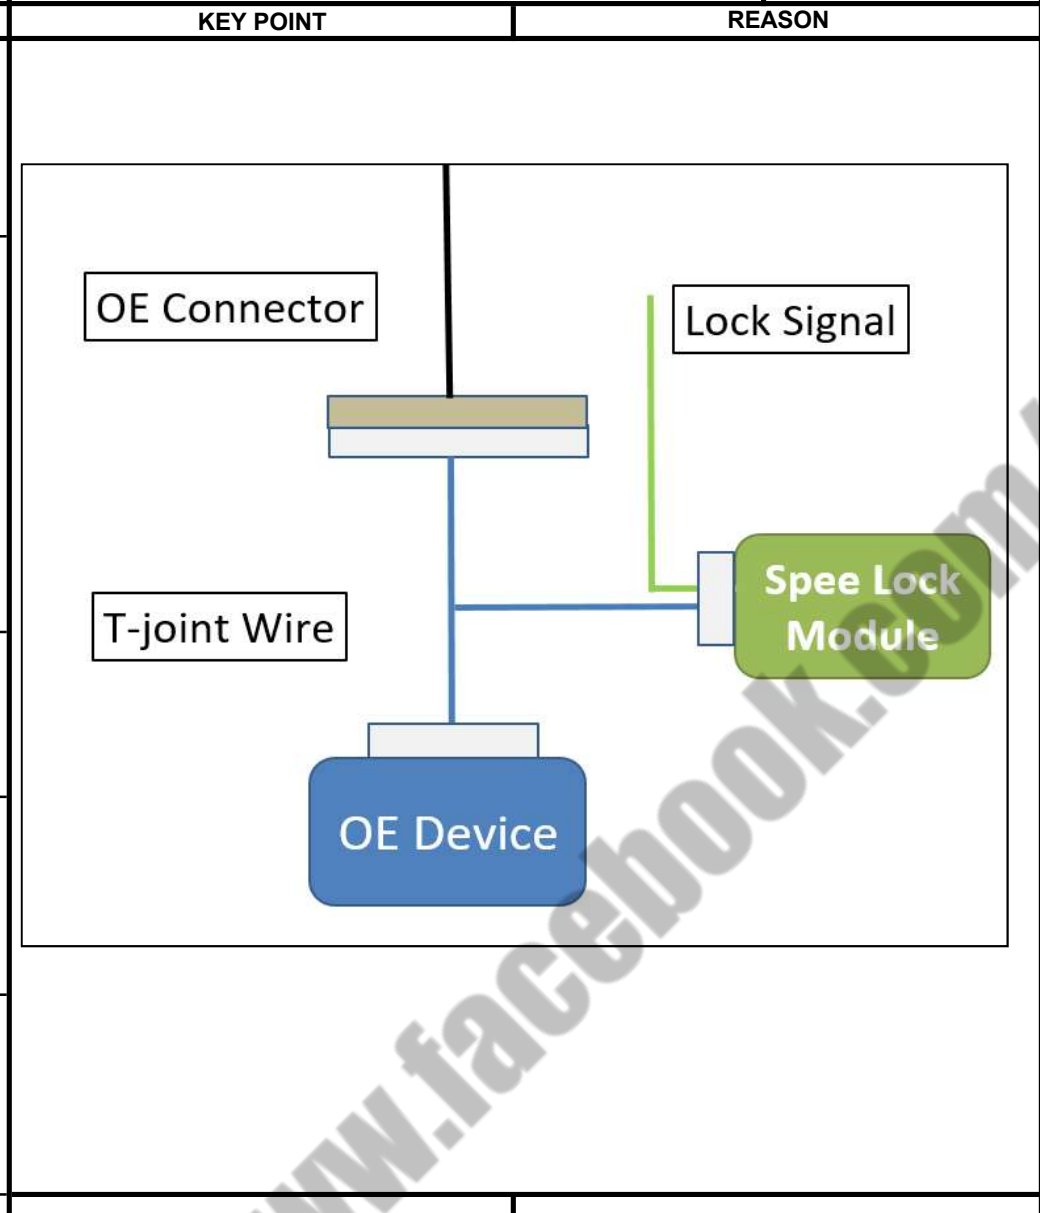 KEY POINT
REASON
OE Connector
Lock Signal
Spee Lock
Module
T-joint Wire
OE Device
www.facebook.com/